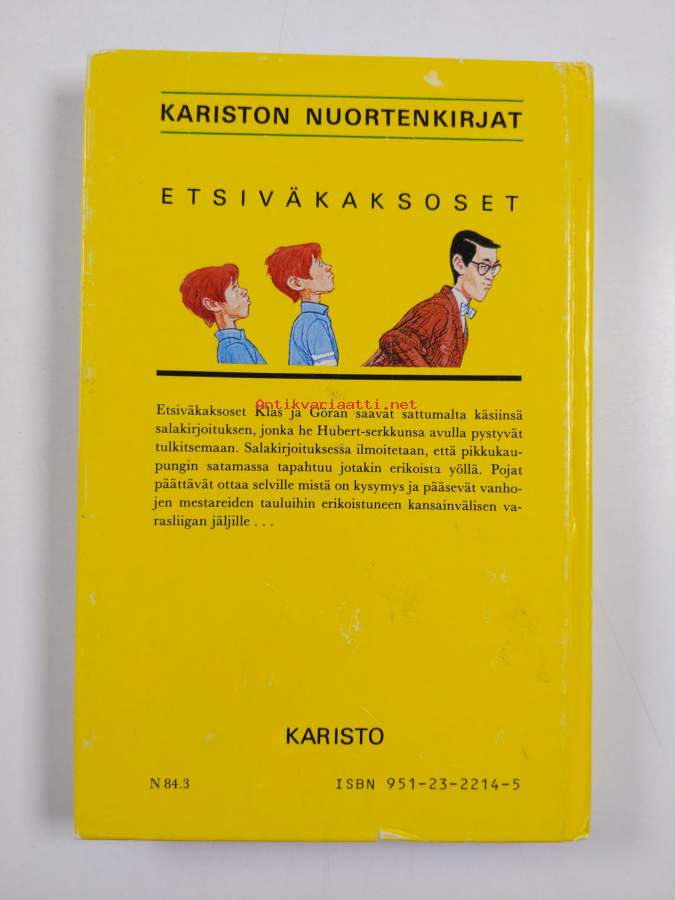 KARISTON NUORTENKIRJAT
ETSIVÄKAKSOSET
Antikvariaatti.net
Etsiväkaksoset Klas ja Göran saavat sattumalta käsiinsä
salakirjoituksen, jonka he Hubert-serkkunsa avulla pystyvät
tulkitsemaan. Salakirjoituksessa ilmoitetaan, että pikkukau-
pungin satamassa tapahtuu jotakin erikoista yöllä. Pojat
päättävät ottaa selville mistä on kysymys ja pääsevät vanho-
jen mestareiden tauluihin erikoistuneen kansainvälisen va-
rasliigan jäljille . . .
KARISTO
N 84.3 ISBN 951-23-2214-5